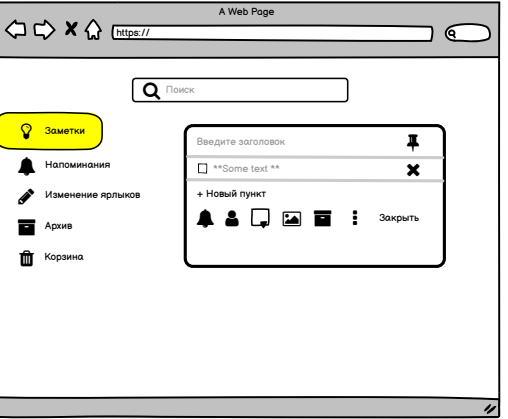 A Web Page
https://
Поиск
Заметки
Напоминания
Изменение ярлыков
Архив
Корзина
Введите заголовок
**Some text **
+ Новый пункт
Закрыть